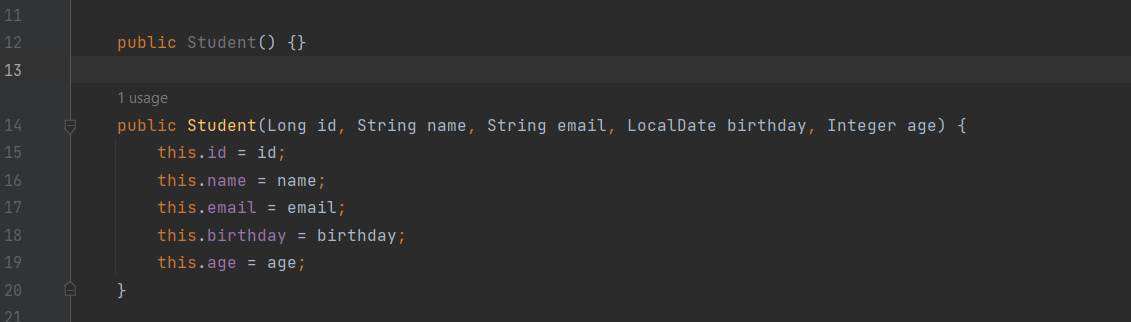 11
12 public Student() {}
13
1 usage
14 public Student(Long id, String name, String email, LocalDate birthday, Integer age) {
15 this.id = id;
16 this.name = name;
17 this.email = email;
18 this.birthday = birthday;
19 this.age = age;
20 }
21